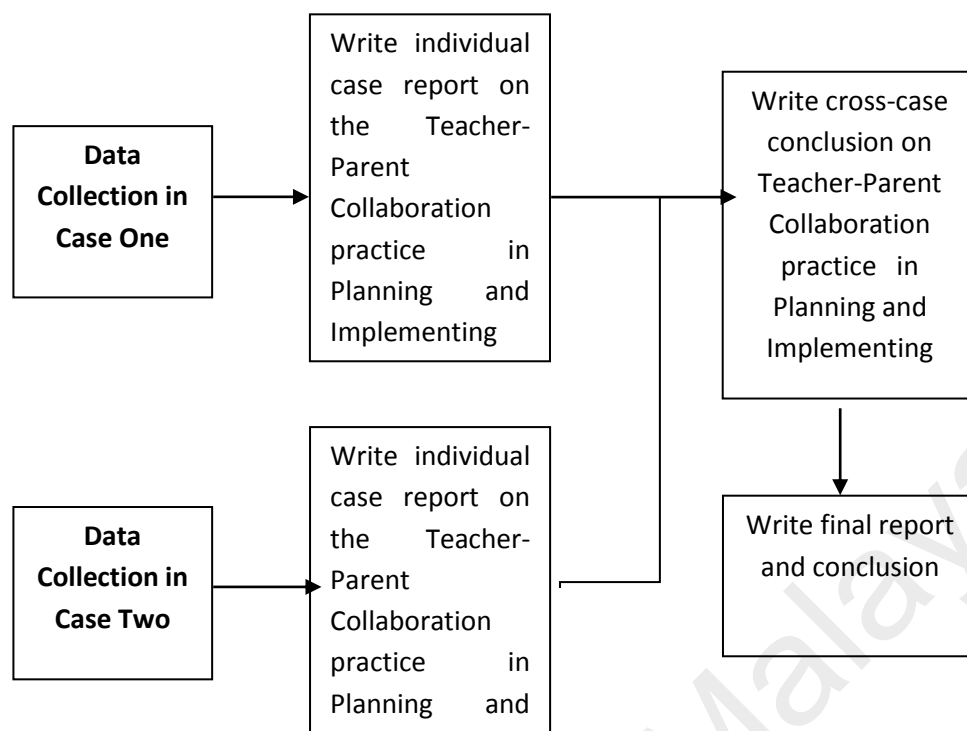 Data
Collection in
Case One
Write individual
case report on
the Teacher-
Parent
Collaboration
practice in
Planning and
Implementing
Write cross-case
conclusion on
Teacher-Parent
Collaboration
practice in
Planning and
Implementing
Data
Collection in
Case Two
Write individual
case report on
the Teacher-
Parent
Collaboration
practice in
Planning and
Write final report
and conclusion
Malaya